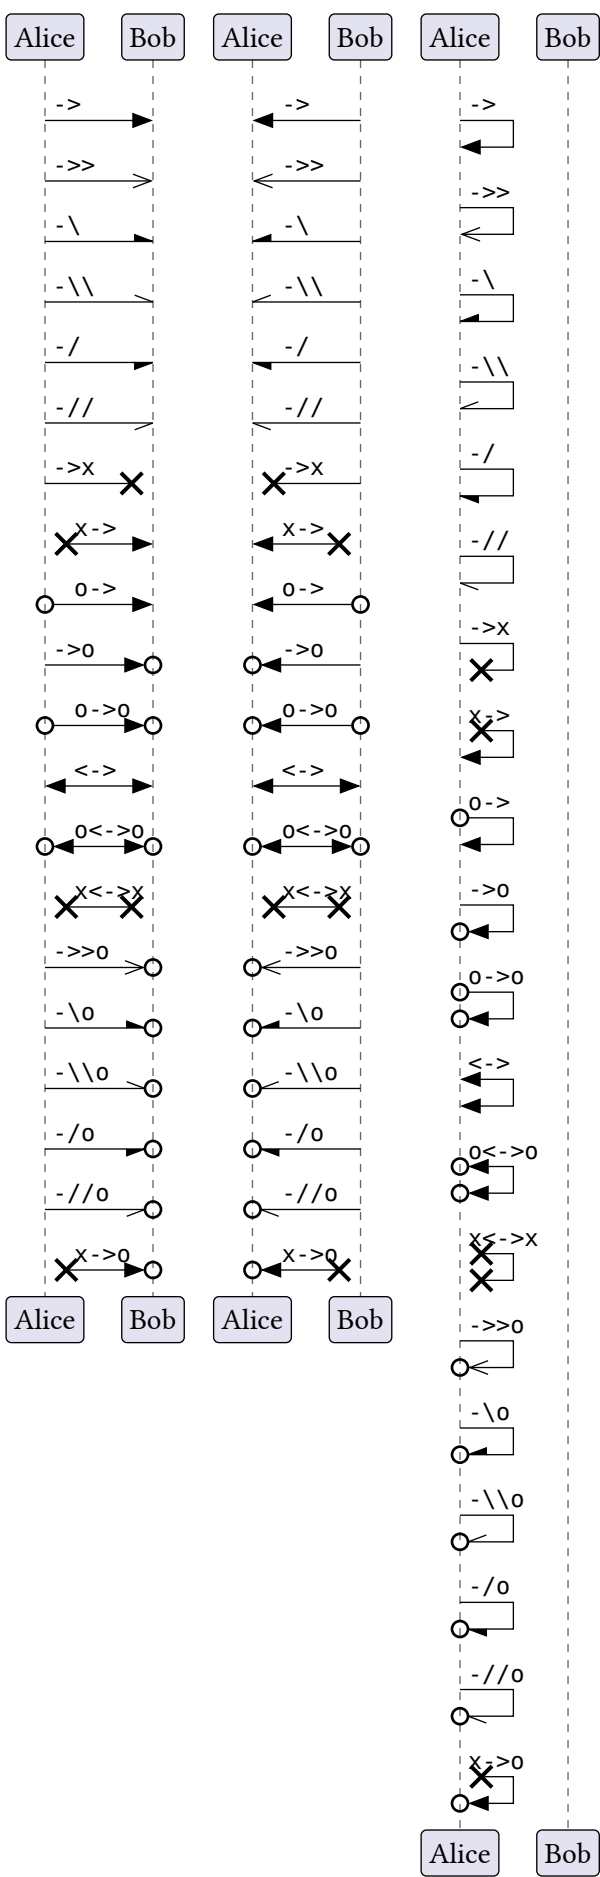 Alice Bob
->
->>
-\
-\\
-/
-//
->x
x->
o->
->o
o->o
<->
o<->o
x<->x
->>o
-\o
-\\o
-/o
-//o
x->o
Alice Bob
Alice Bob
->
->>
-\
-\\
-/
-//
->x
x->
o->
->o
o->o
<->
o<->o
x<->x
->>o
-\o
-\\o
-/o
-//o
x->o
Alice Bob
Alice Bob
->
->>
-\
-\\
-/
-//
->x
x->
o->
->o
o->o
<->
o<->o
x<->x
->>o
-\o
-\\o
-/o
-//o
x->o
Alice Bob